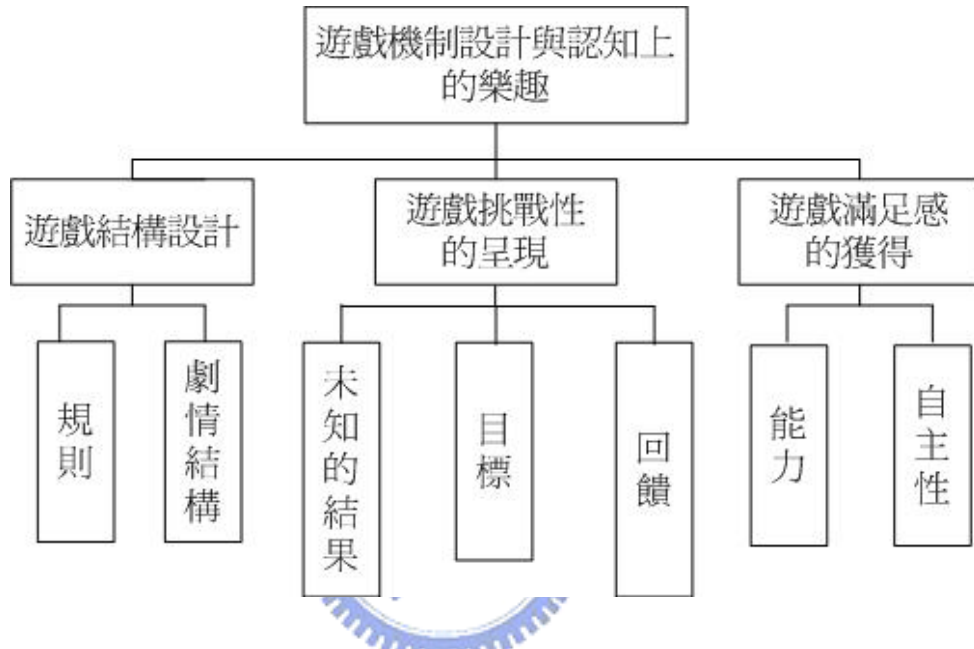 遊戲機制設計與認知上
的樂趣
遊戲結構設計
遊戲挑戰性
的呈現
遊戲滿足感
的獲得
規則
劇情結構
未知的結果
目標
回饋
能力
自主性